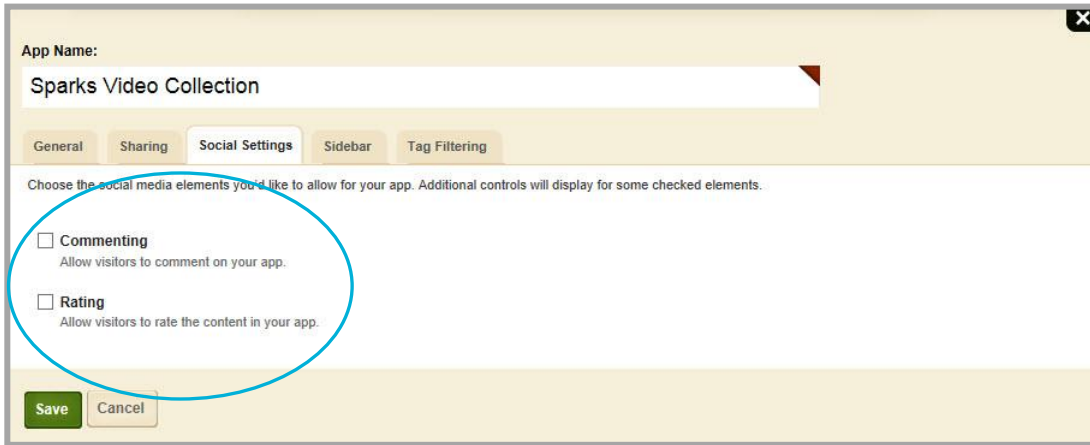 App Name:
Sparks Video Collection
General Sharing Social Settings Sidebar Tag Filtering
Choose the social media elements you'd like to allow for your app. Additional controls will display for some checked elements.
Commenting
Allow visitors to comment on your app.
Rating
Allow visitors to rate the content in your app.
Save Cancel